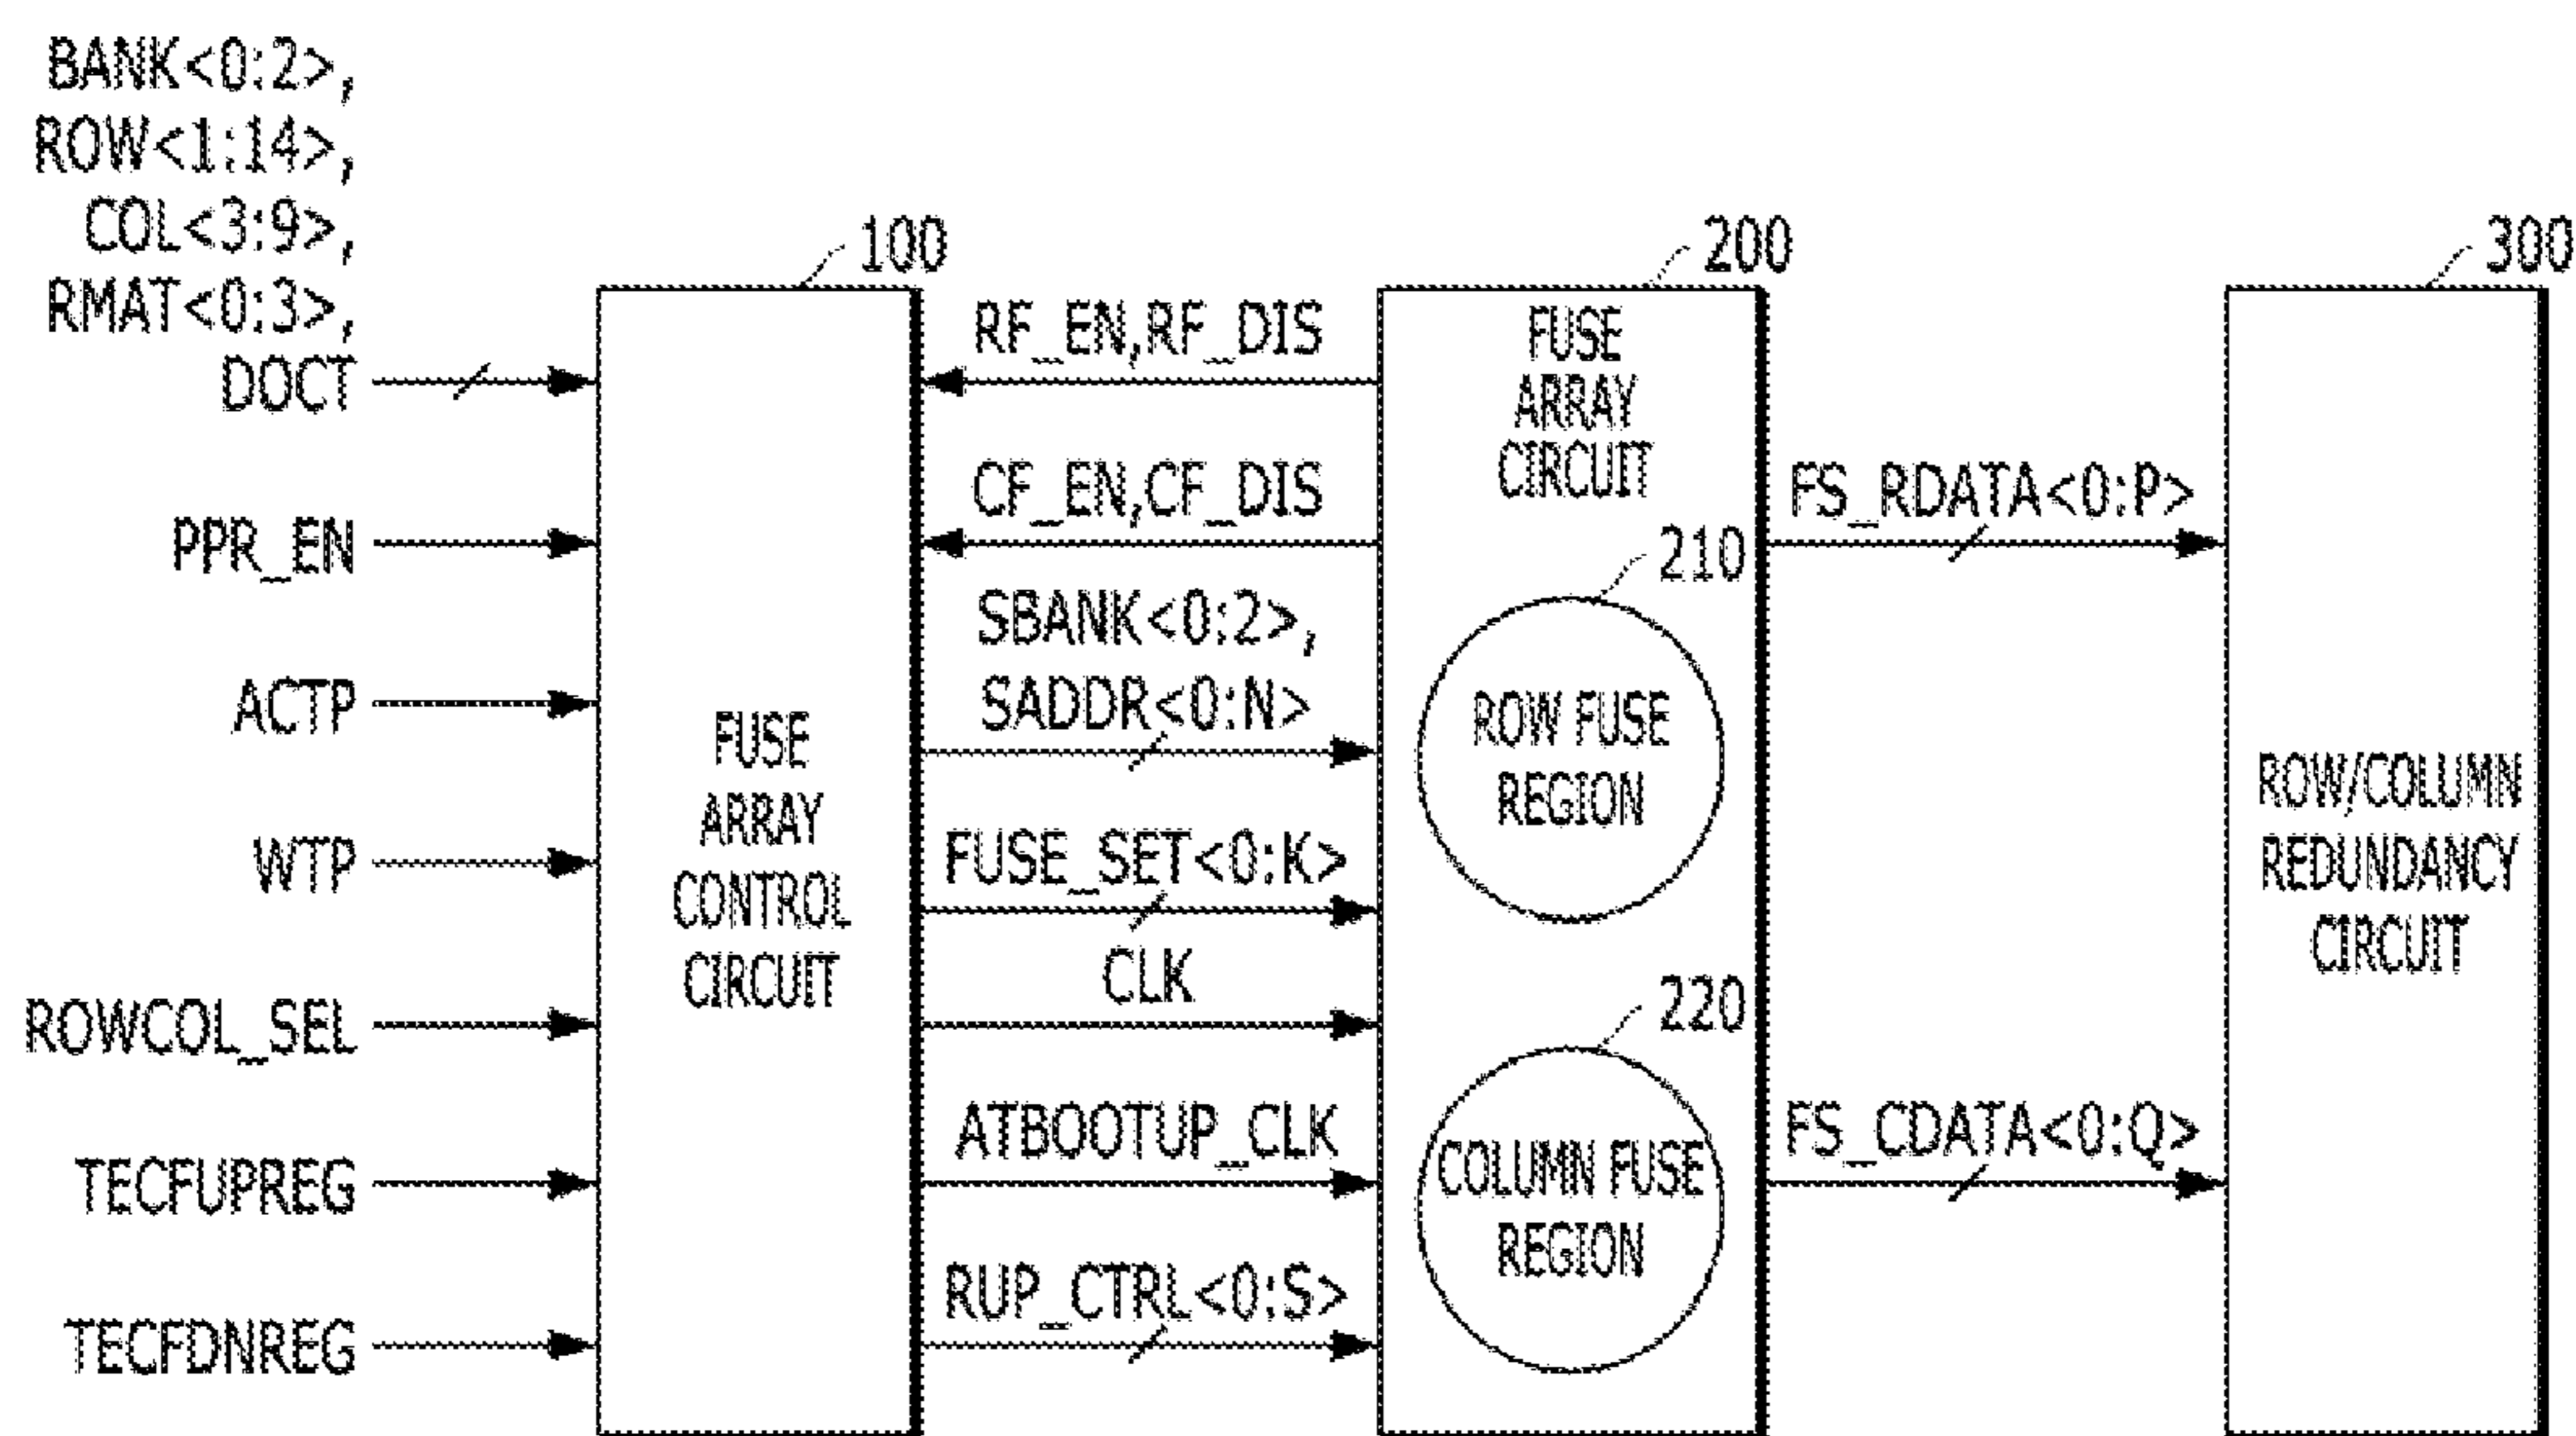 BANK<0:2>,
ROW<1:14>,
COL<3:9>,
RMAT<0:3>,
DOCT
PPR_EN
ACTP
WTP
ROWCOL_SEL
TECFUPREG
TECFDNREG
100
FUSE
ARRAY
CONTROL
CIRCUIT
RF_EN,RF_DIS
CF_EN,CF_DIS
SBANK<0:2>,
SADDR<0:N>
FUSE_SET<0:K>
CLK
ATBOOTUP_CLK
RUP_CTRL<0:S>
200
FUSE
ARRAY
CIRCUIT
210
ROW FUSE
REGION
220
COLUMN FUSE
REGION
FS_RDATA<0:P>
FS_CDATA<0:Q>
300
ROW/COLUMN
REDUNDANCY
CIRCUIT